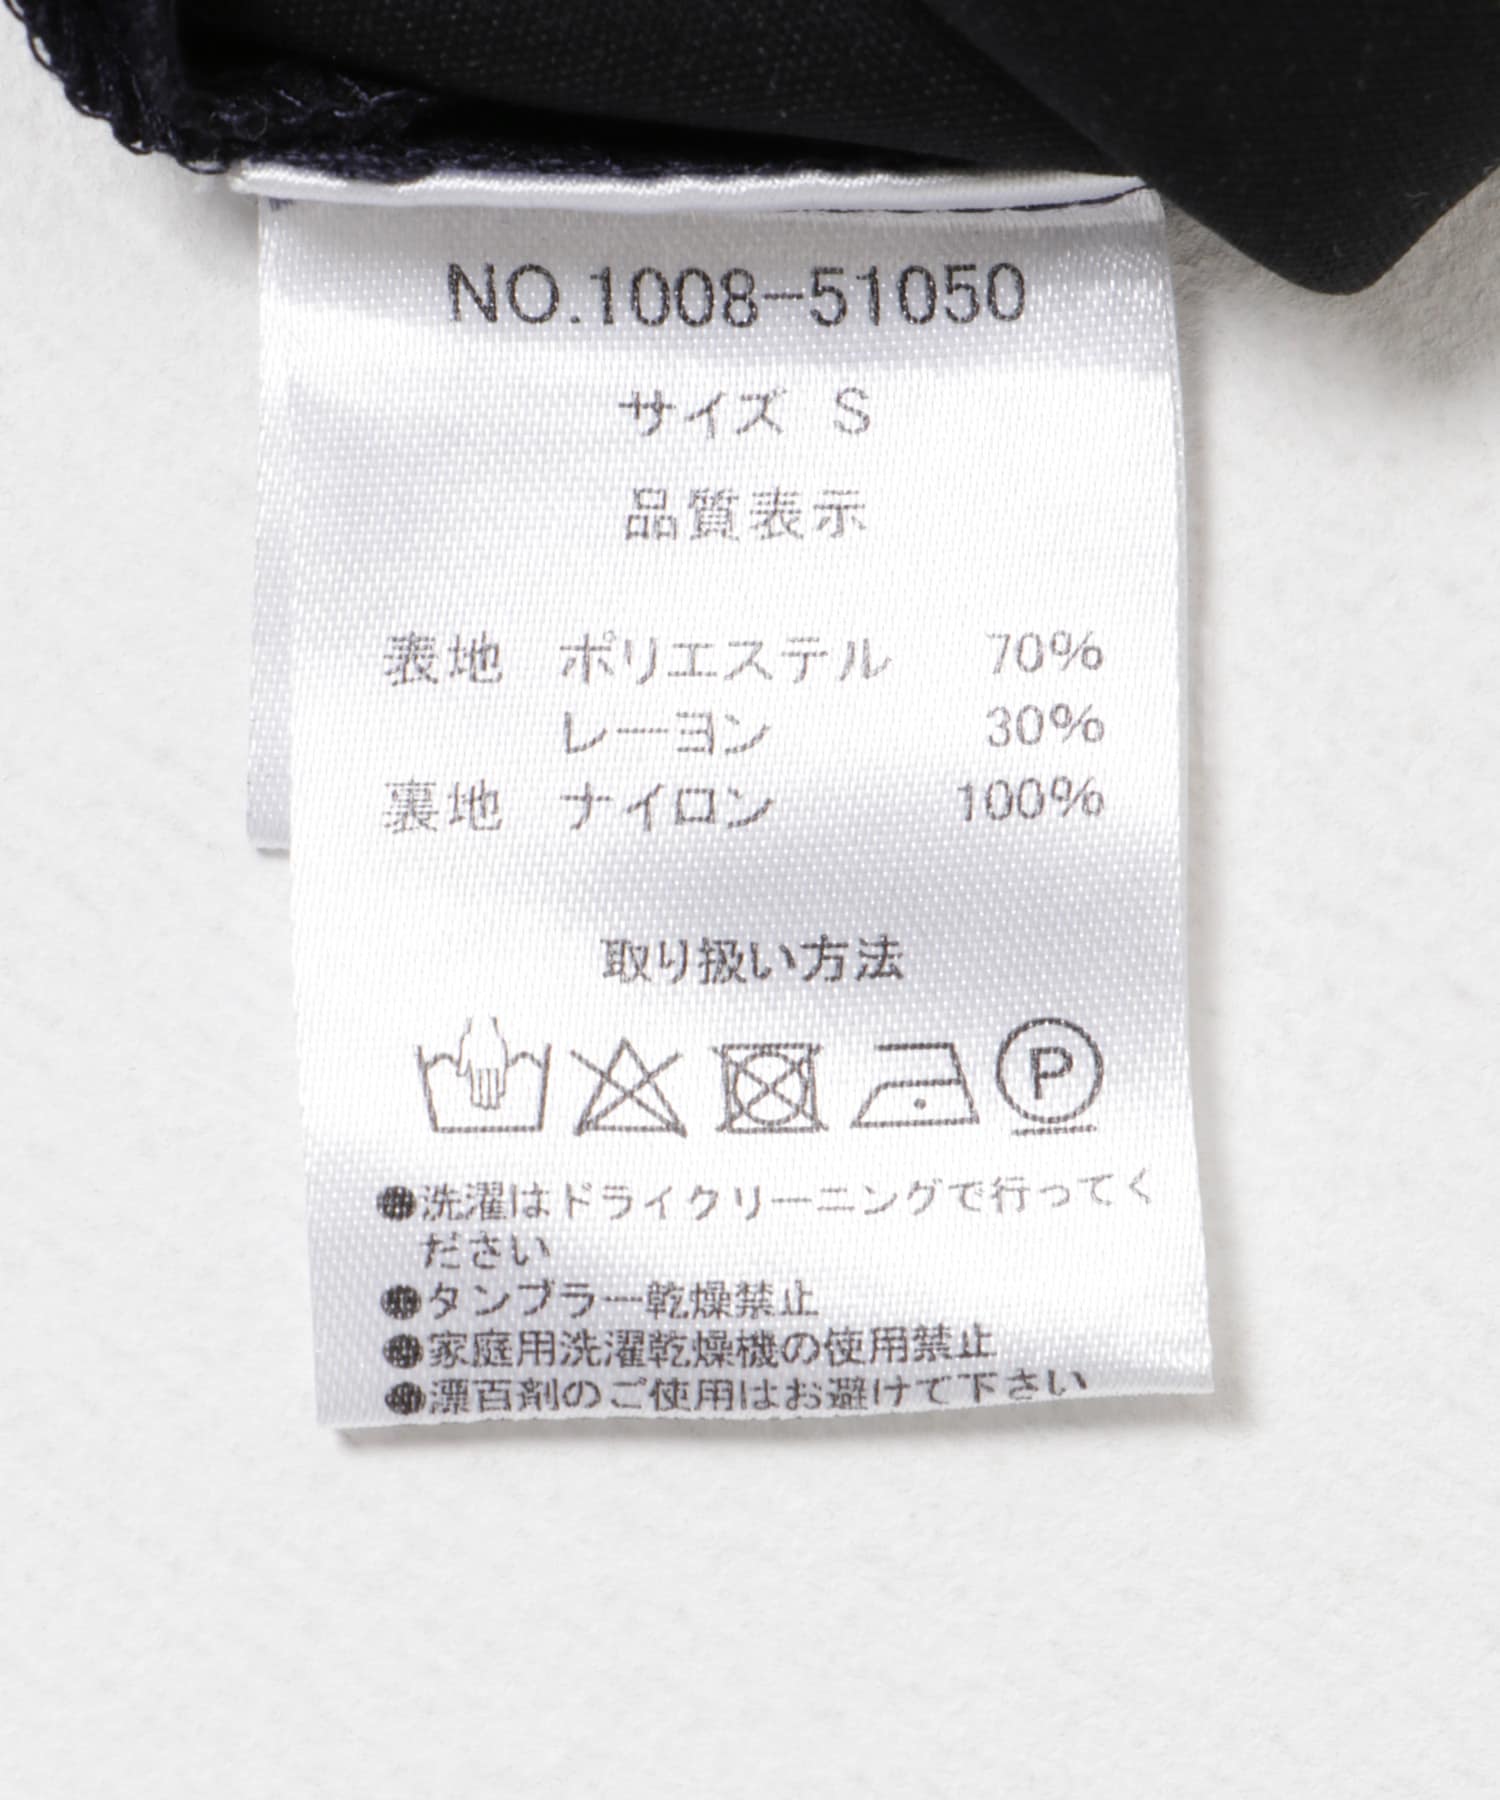 NO.1008-51050
サイズ S
品質表示
表地 ポリエステル 70%
レーヨン 30%
裏地 ナイロン 100%
取り扱い方法
P
●洗濯はドライクリーニングで行ってく
ださい
●タンブラー乾燥禁止
●家庭用洗濯乾燥機の使用禁止
●漂白剤のご使用はお避けて下さい